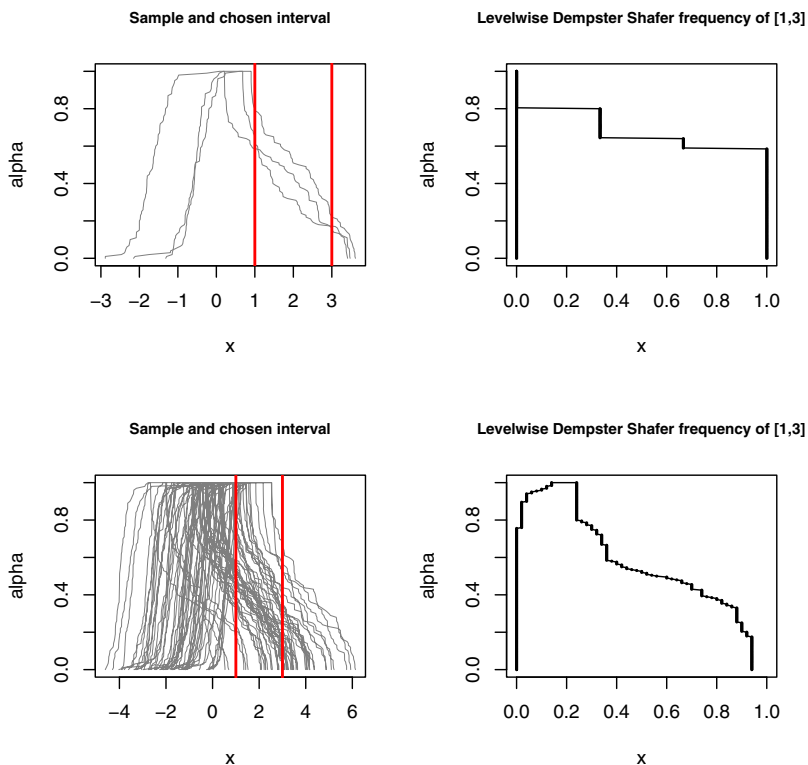 Sample and chosen interval
alpha
0.0 0.4 0.8
−3 −2 −1 0 1 2 3
x
Levelwise Dempster Shafer frequency of [1,3]
alpha
0.0 0.4 0.8
0.0 0.2 0.4 0.6 0.8 1.0
x
Sample and chosen interval
alpha
0.0 0.4 0.8
−4 −2 0 2 4 6
x
Levelwise Dempster Shafer frequency of [1,3]
alpha
0.0 0.4 0.8
0.0 0.2 0.4 0.6 0.8 1.0
x